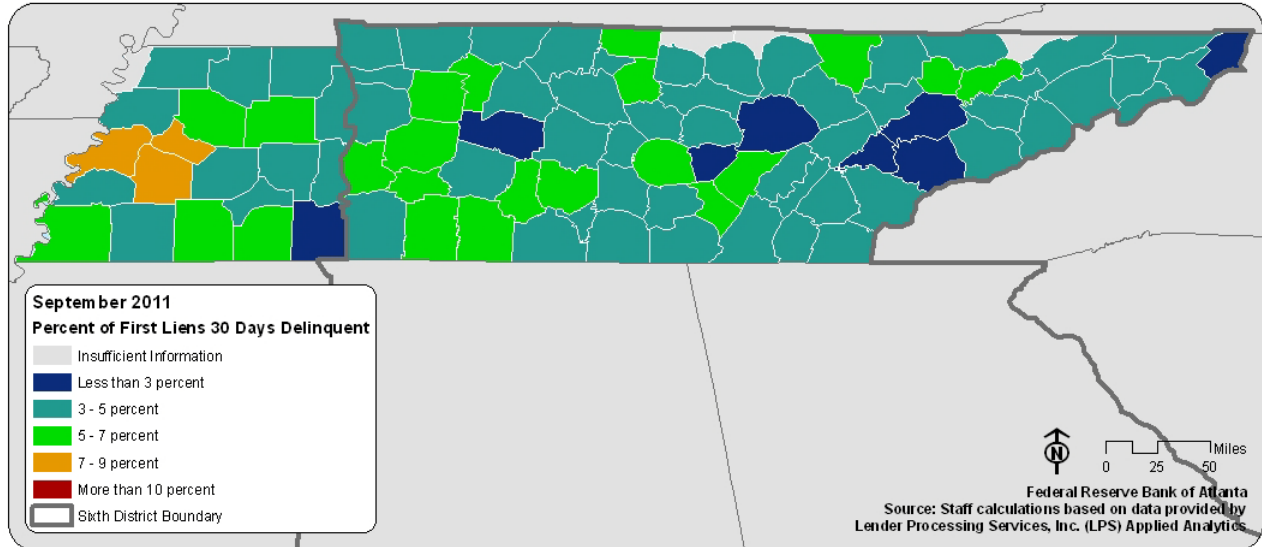 September 2011
Percent of First Liens 30 Days Delinquent
Insufficient Information
Less than 3 percent
3 - 5 percent
5 - 7 percent
7 - 9 percent
More than 10 percent
Sixth District Boundary
N
Miles
0 25 50
Federal Reserve Bank of Atlanta
Source: Staff calculations based on data provided by
Lender Processing Services, Inc. (LPS) Applied Analytics